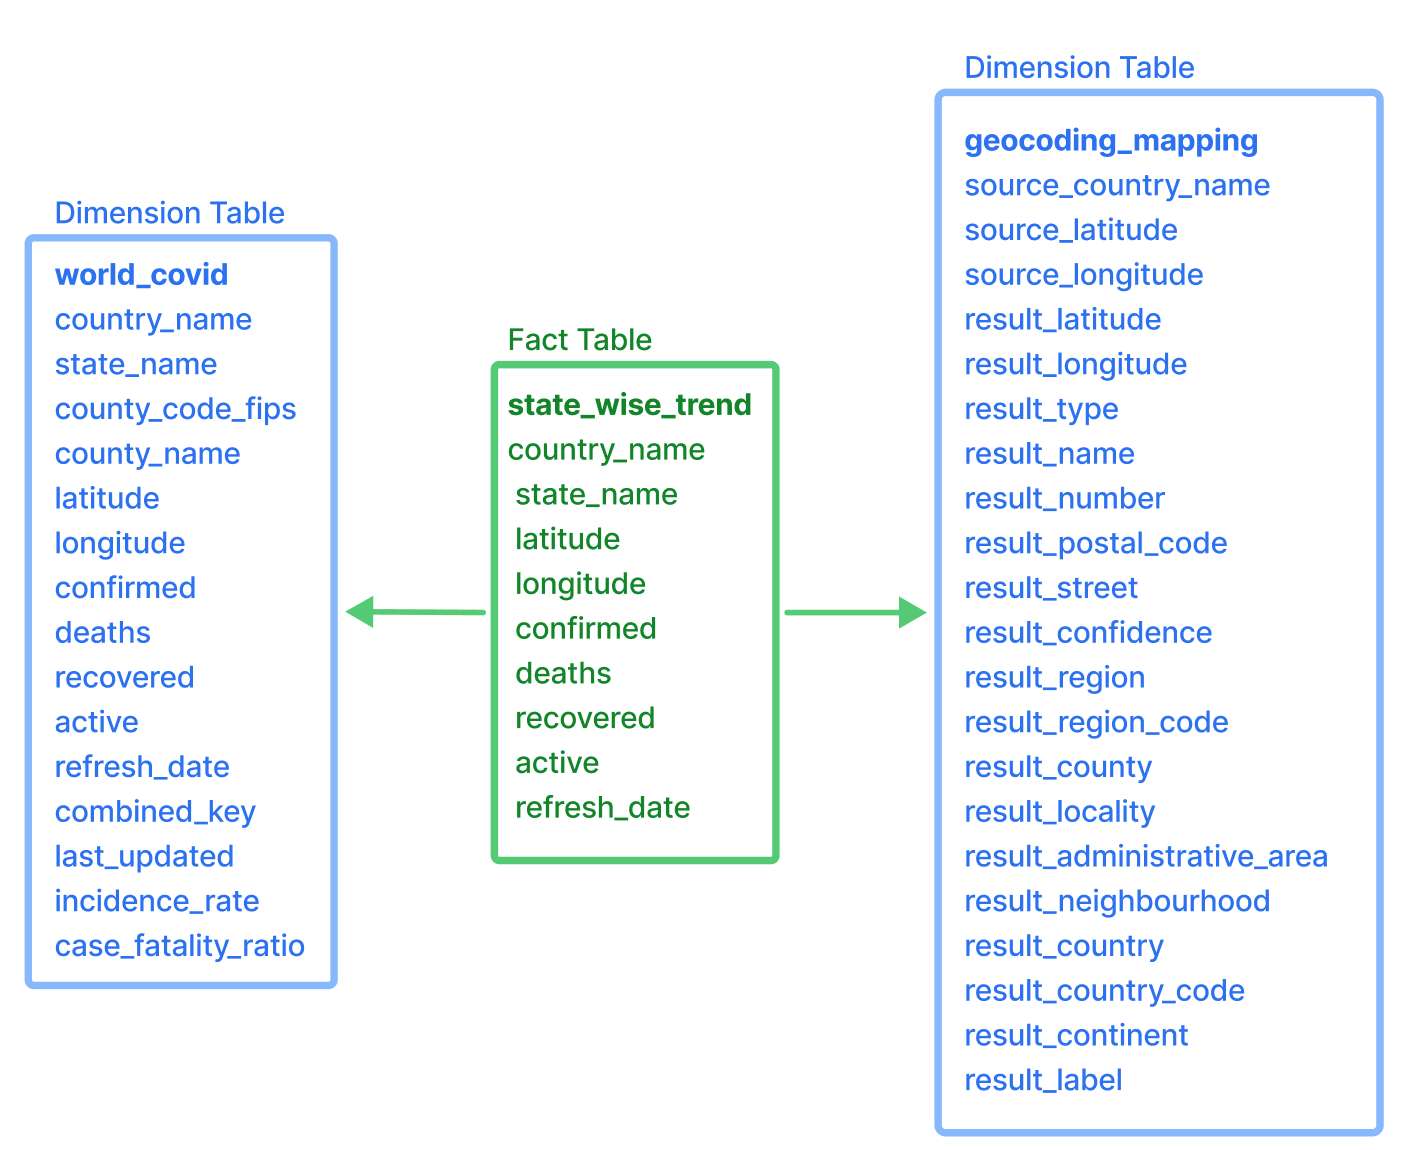 Dimension Table
world_covid
country_name
state_name
county_code_fips
county_name
latitude
longitude
confirmed
deaths
recovered
active
refresh_date
combined_key
last_updated
incidence_rate
case_fatality_ratio
Fact Table
state_wise_trend
country_name
state_name
latitude
longitude
confirmed
deaths
recovered
active
refresh_date
Dimension Table
geocoding_mapping
source_country_name
source_latitude
source_longitude
result_latitude
result_longitude
result_type
result_name
result_number
result_postal_code
result_street
result_confidence
result_region
result_region_code
result_county
result_locality
result_administrative_area
result_neighbourhood
result_country
result_country_code
result_continent
result_label